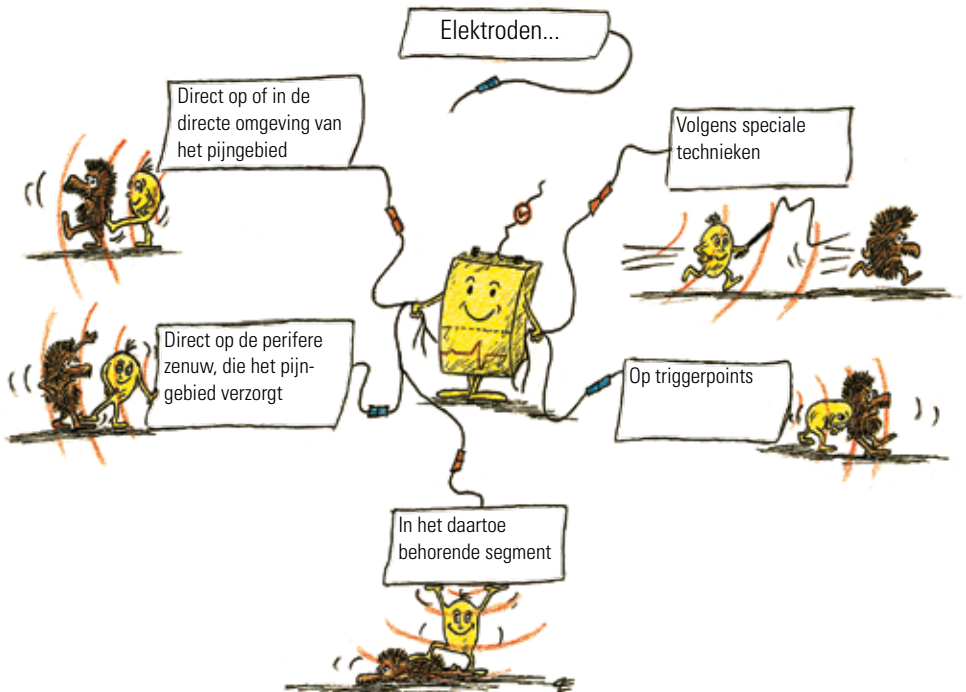 Elektroden...
Direct op of in de
directe omgeving van
het pijngebied
Volgens speciale
technieken
Direct op de perifere
zenuw, die het pijn-
gebied verzorgt
Op triggerpoints
In het daartoe
behorende segment